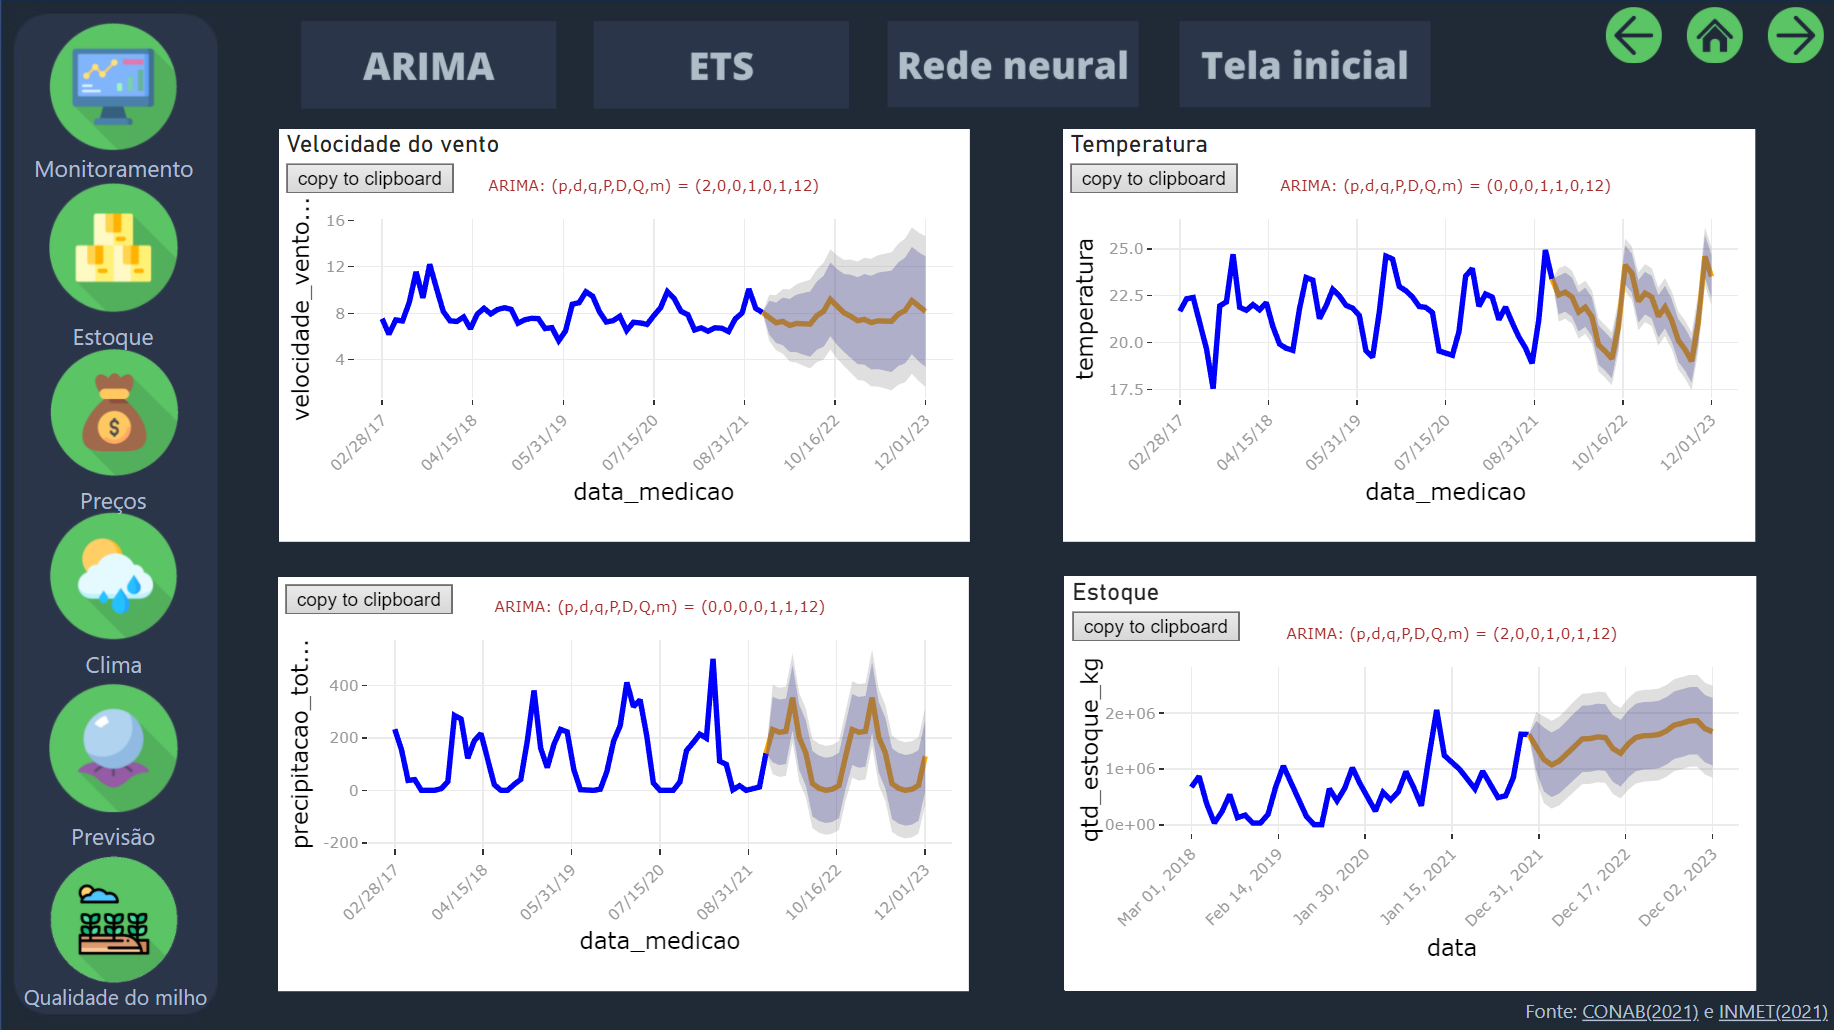 ARIMA
ETS
Rede neural
Tela inicial
Monitoramento
Estoque
Preços
Clima
Previsão
Qualidade do milho
Velocidade do vento
copy to clipboard
ARIMA: (p,d,q,P,D,Q,m) = (2,0,0,1,0,1,12)
velocidade_vento...
16
12
8
4
02/28/17
04/15/18
05/31/19
07/15/20
08/31/21
10/16/22
12/01/23
data_medicao
Temperatura
copy to clipboard
ARIMA: (p,d,q,P,D,Q,m) = (0,0,0,1,1,0,12)
temperatura
25.0
22.5
20.0
17.5
02/28/17
04/15/18
05/31/19
07/15/20
08/31/21
10/16/22
12/01/23
data_medicao
copy to clipboard
ARIMA: (p,d,q,P,D,Q,m) = (0,0,0,0,1,1,12)
precipitacao_tot...
400
200
0
-200
02/28/17
04/15/18
05/31/19
07/15/20
08/31/21
10/16/22
12/01/23
data_medicao
Estoque
copy to clipboard
ARIMA: (p,d,q,P,D,Q,m) = (2,0,0,1,0,1,12)
qtd_estoque_kg
2e+06
1e+06
0e+00
Mar 01, 2018
Feb 14, 2019
Jan 30, 2020
Jan 15, 2021
Dec 31, 2021
Dec 17, 2022
Dec 02, 2023
data
Fonte: CONAB(2021) e INMET(2021)